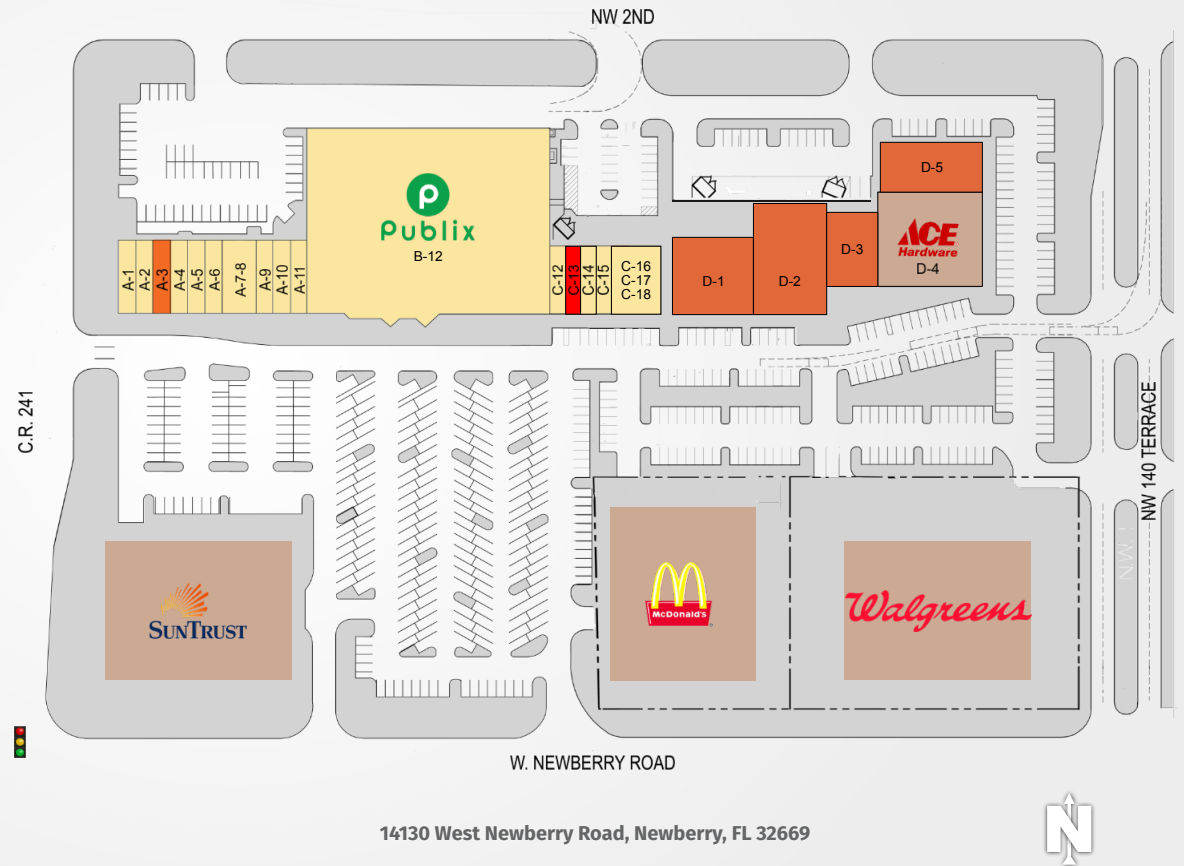 NW 2ND
D-5
Publix
B-12
ACE
Hardware
D-4
A-1
A-2
A-3
A-4
A-5
A-6
A-7-8
A-9
A-10
A-11
C-12
C-13
C-14
C-15
C-16
C-17
C-18
D-1
D-2
D-3
C.R. 241
NW 140 TERRACE
SUNTRUST
McDonald's
Walgreens
W. NEWBERRY ROAD
14130 West Newberry Road, Newberry, FL 32669
N